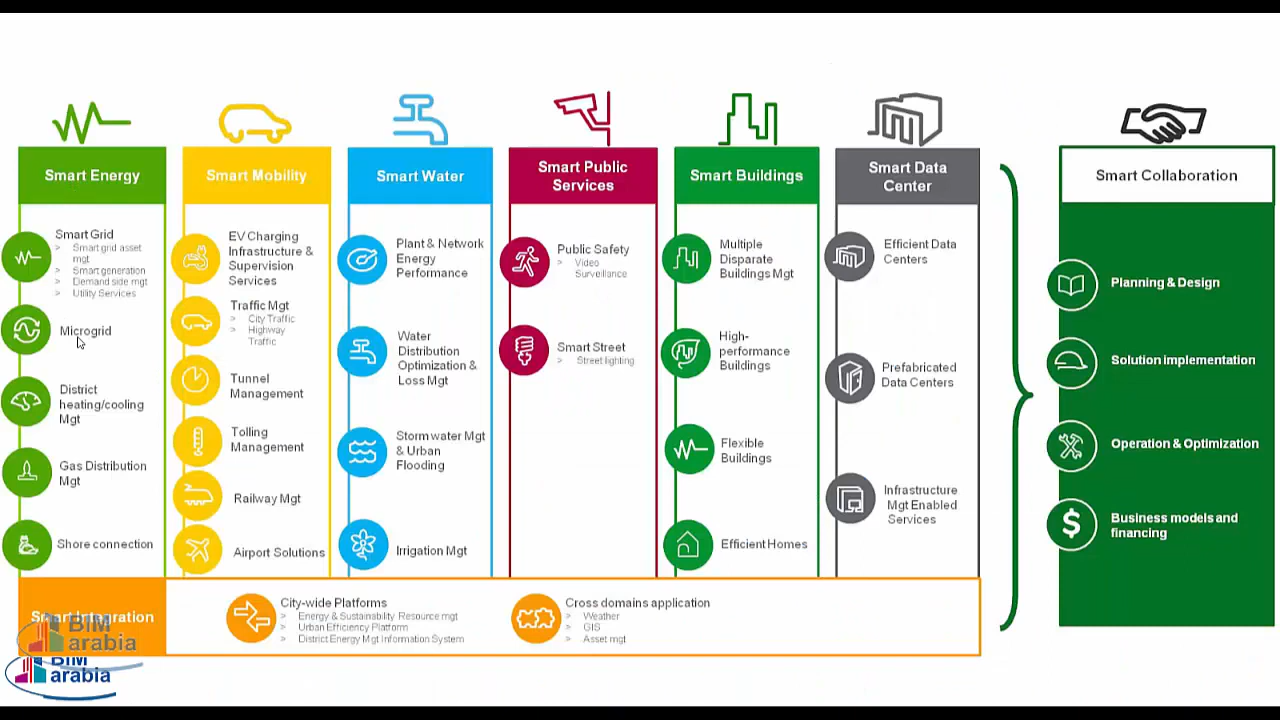 Smart Energy
Smart Grid
> Smart grid asset
mgt
> Smart generation
> Demand side mgt
> Utility Services
Microgrid
District
heating/cooling
Mgt
Gas Distribution
Mgt
Shore connection
Smart Mobility
EV Charging
Infrastructure &
Supervision
Services
Traffic Mgt
> City Traffic
> Highway
Traffic
Tunnel
Management
Tolling
Management
Railway Mgt
Airport Solutions
Smart Water
Plant & Network
Energy
Performance
Water
Distribution
Optimization &
Loss Mgt
Stormwater Mgt
& Urban
Flooding
Irrigation Mgt
Smart Public
Services
Public Safety
> Video
Surveillance
Smart Street
> Street lighting
Smart Buildings
Multiple
Disparate
Buildings Mgt
High-
performance
Buildings
Flexible
Buildings
Efficient Homes
Smart Data
Center
Efficient Data
Centers
Prefabricated
Data Centers
Infrastructure
Mgt Enabled
Services
Smart Collaboration
Planning & Design
Solution implementation
Operation & Optimization
$
Business models and
financing
Smart Integration
City-wide Platforms
> Energy & Sustainability Resource mgt
> Urban Efficiency Platform
> District Energy Mgt Information System
Cross domains application
> Weather
> GIS
> Asset mgt
BIM
arabia
BIM
arabia